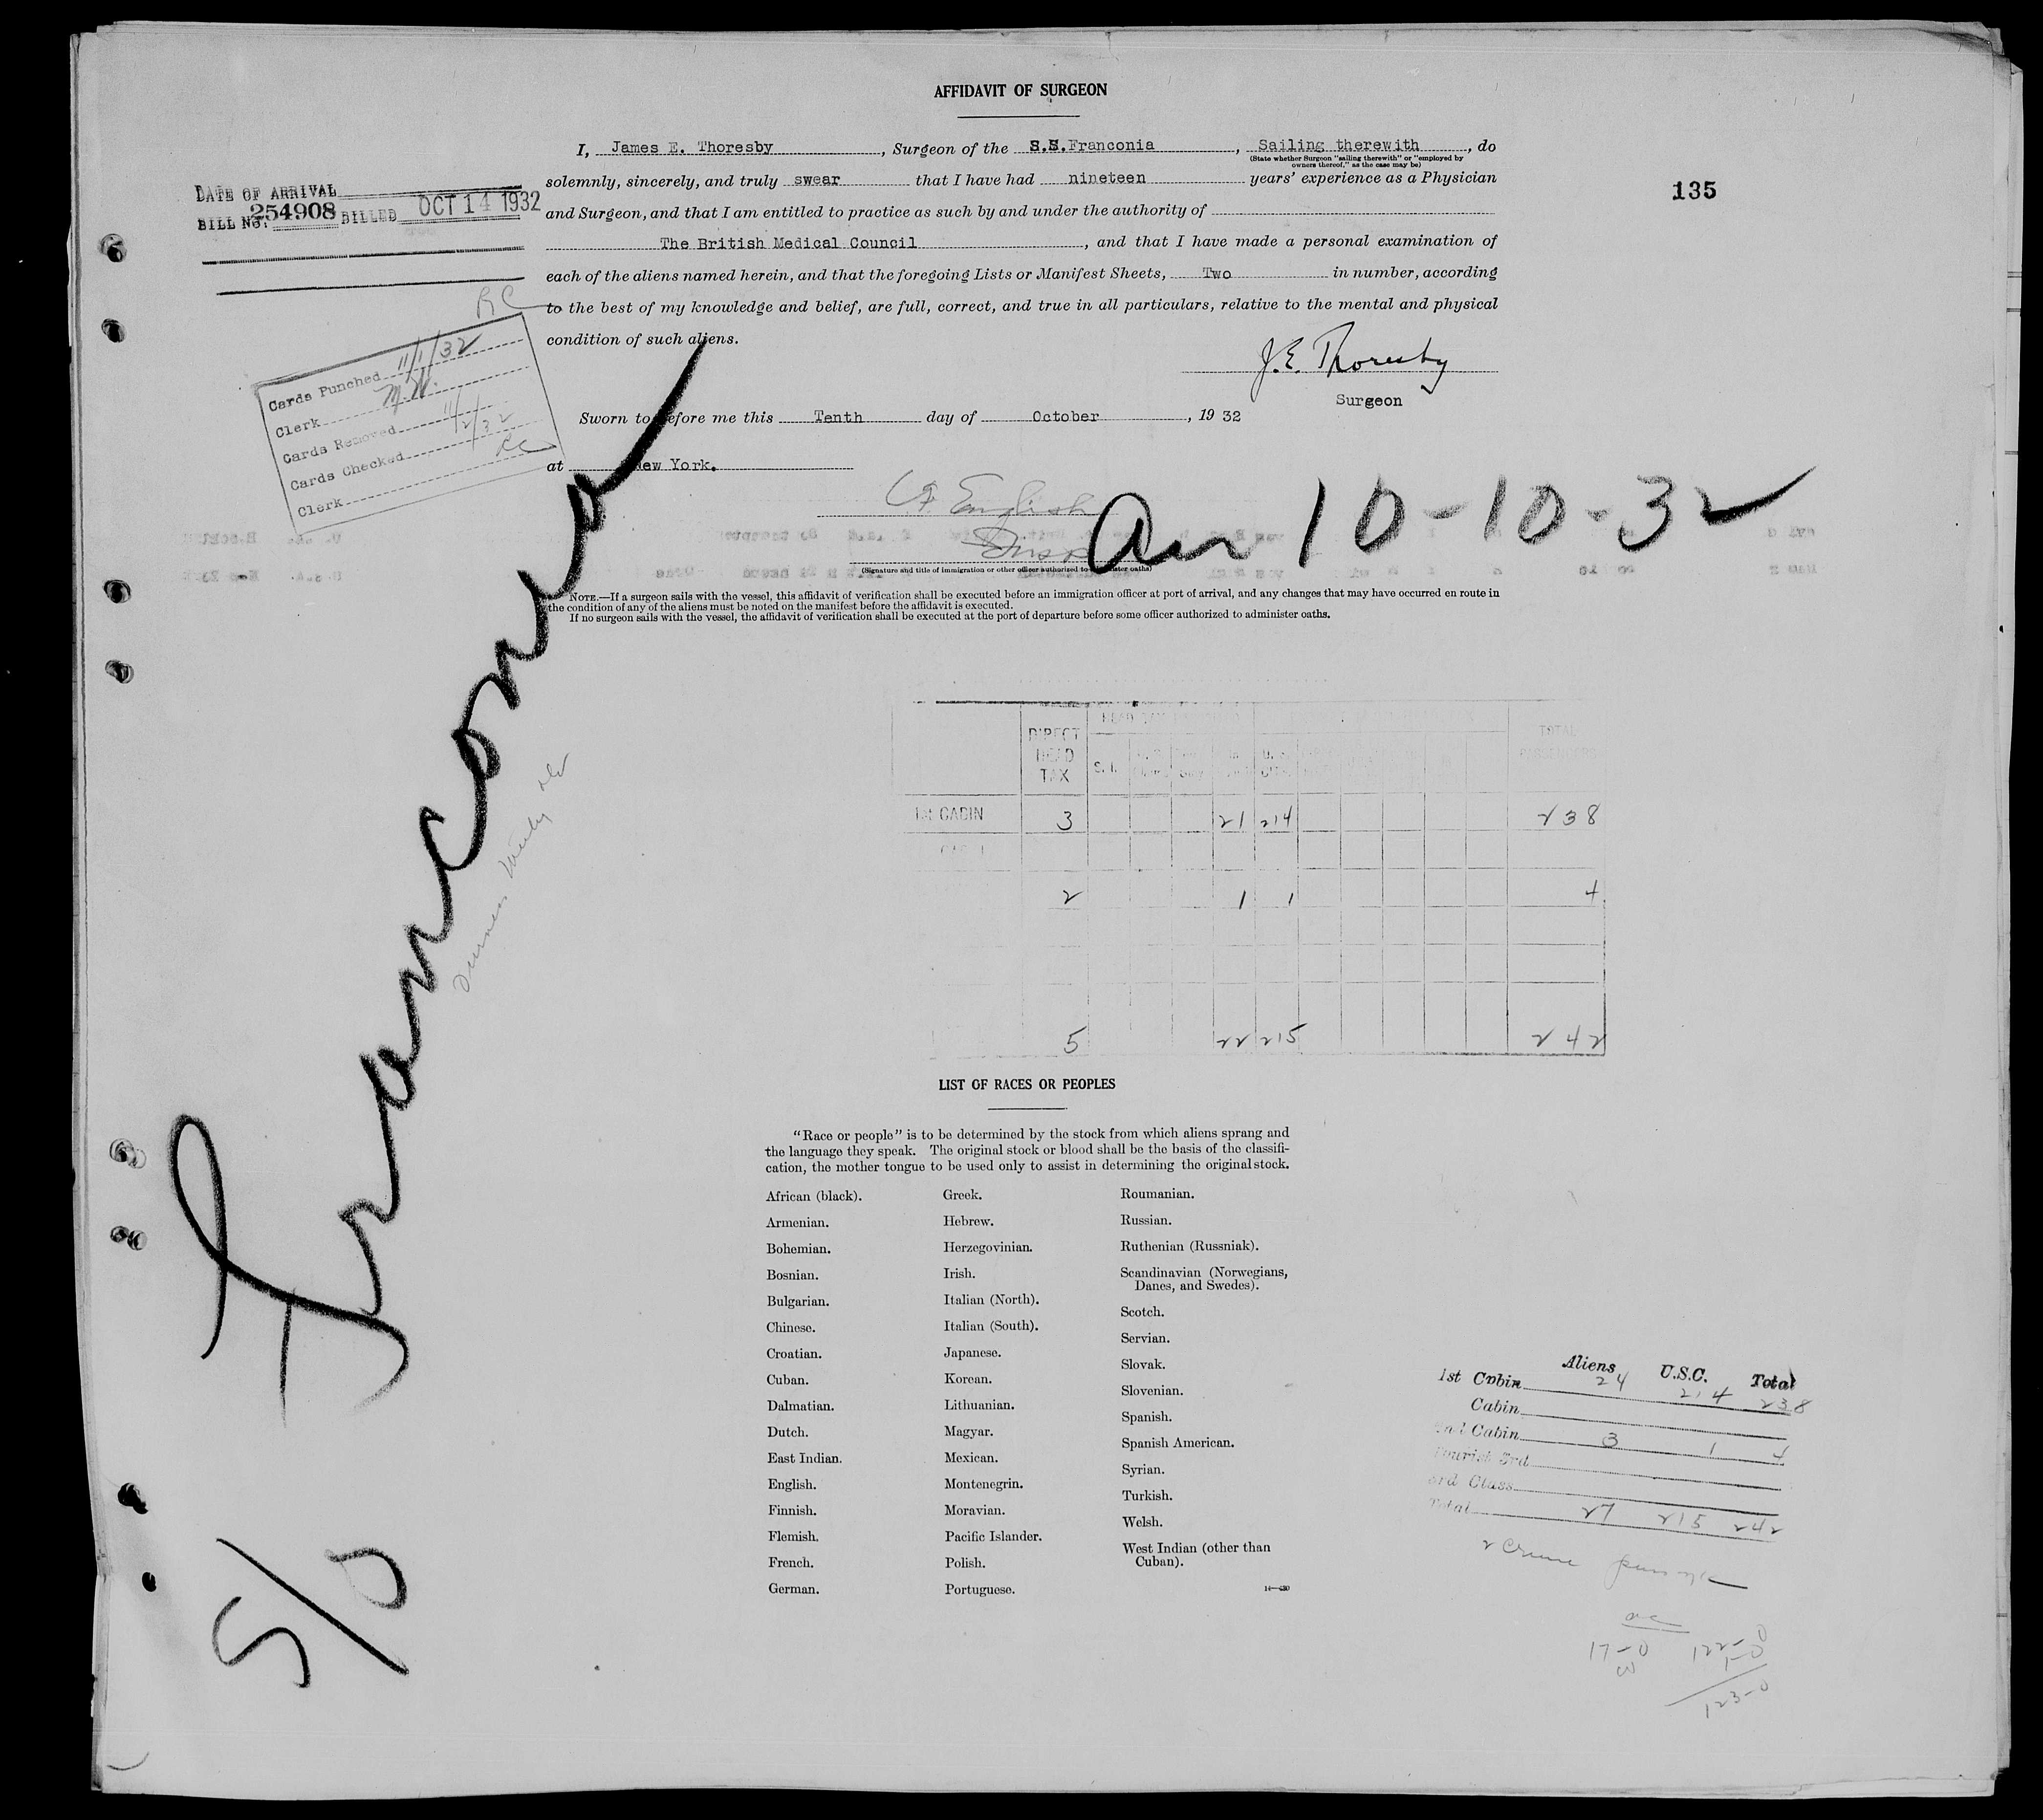 AFFIDAVIT OF SURGEON
I, James E. Thoresby, Surgeon of the S.S.Franconia, Sailing therewith, do
(State whether Surgeon "sailing therewith" or "employed by
owners thereof," as the case may be)
solemnly, sincerely, and truly swear that I have had nineteen years' experience as a Physician
and Surgeon, and that I am entitled to practice as such by and under the authority of
The British Medical Council, and that I have made a personal examination of
each of the aliens named herein, and that the foregoing Lists or Manifest Sheets, Two in number, according
to the best of my knowledge and belief, are full, correct, and true in all particulars, relative to the mental and physical
condition of such aliens.
J.E. Thoresby
Surgeon
Sworn to before me this Tenth day of October, 19 32
at New York.
English
Insp
(Signature and title of immigration or other officer authorized to administer oaths)
DATE OF ARRIVAL
BILL No. 254908 BILLED OCT 14 1932
135
RC
Cards Punched 11/1/32
Clerk M.W.
Cards Removed
Cards Checked 11/2/32
Clerk RC
Arr 10-10-32
NOTE.—If a surgeon sails with the vessel, this affidavit of verification shall be executed before an immigration officer at port of arrival, and any changes that may have occurred en route in
the condition of any of the aliens must be noted on the manifest before the affidavit is executed.
If no surgeon sails with the vessel, the affidavit of verification shall be executed at the port of departure before some officer authorized to administer oaths.
Franconia
S/O
DIRECT HEAD TAX S.I. TOTAL PASSENGERS
1st CABIN 3 21 214 238
2 1 1 4
5 22 215 242
LIST OF RACES OR PEOPLES
"Race or people" is to be determined by the stock from which aliens sprang and
the language they speak. The original stock or blood shall be the basis of the classifi-
cation, the mother tongue to be used only to assist in determining the original stock.
African (black).
Armenian.
Bohemian.
Bosnian.
Bulgarian.
Chinese.
Croatian.
Cuban.
Dalmatian.
Dutch.
East Indian.
English.
Finnish.
Flemish.
French.
German.
Greek.
Hebrew.
Herzegovinian.
Irish.
Italian (North).
Italian (South).
Japanese.
Korean.
Lithuanian.
Magyar.
Mexican.
Montenegrin.
Moravian.
Pacific Islander.
Polish.
Portuguese.
Roumanian.
Russian.
Ruthenian (Russniak).
Scandinavian (Norwegians,
Danes, and Swedes).
Scotch.
Servian.
Slovak.
Slovenian.
Spanish.
Spanish American.
Syrian.
Turkish.
Welsh.
West Indian (other than
Cuban).
Aliens U.S.C. Total
1st Cabin 24 214 238
Cabin
2nd Cabin 3 1 4
Tourist 3rd
3rd Class
Total 27 215 242
17-0 122-0
1-0
123-0